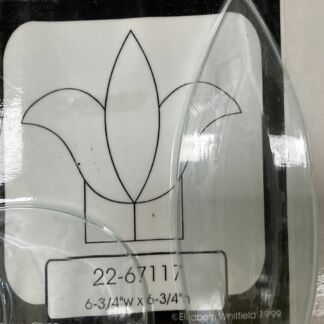 22-67117
6-3/4"w x 6-3/4"h
© Elizabeth Whitfield 1999